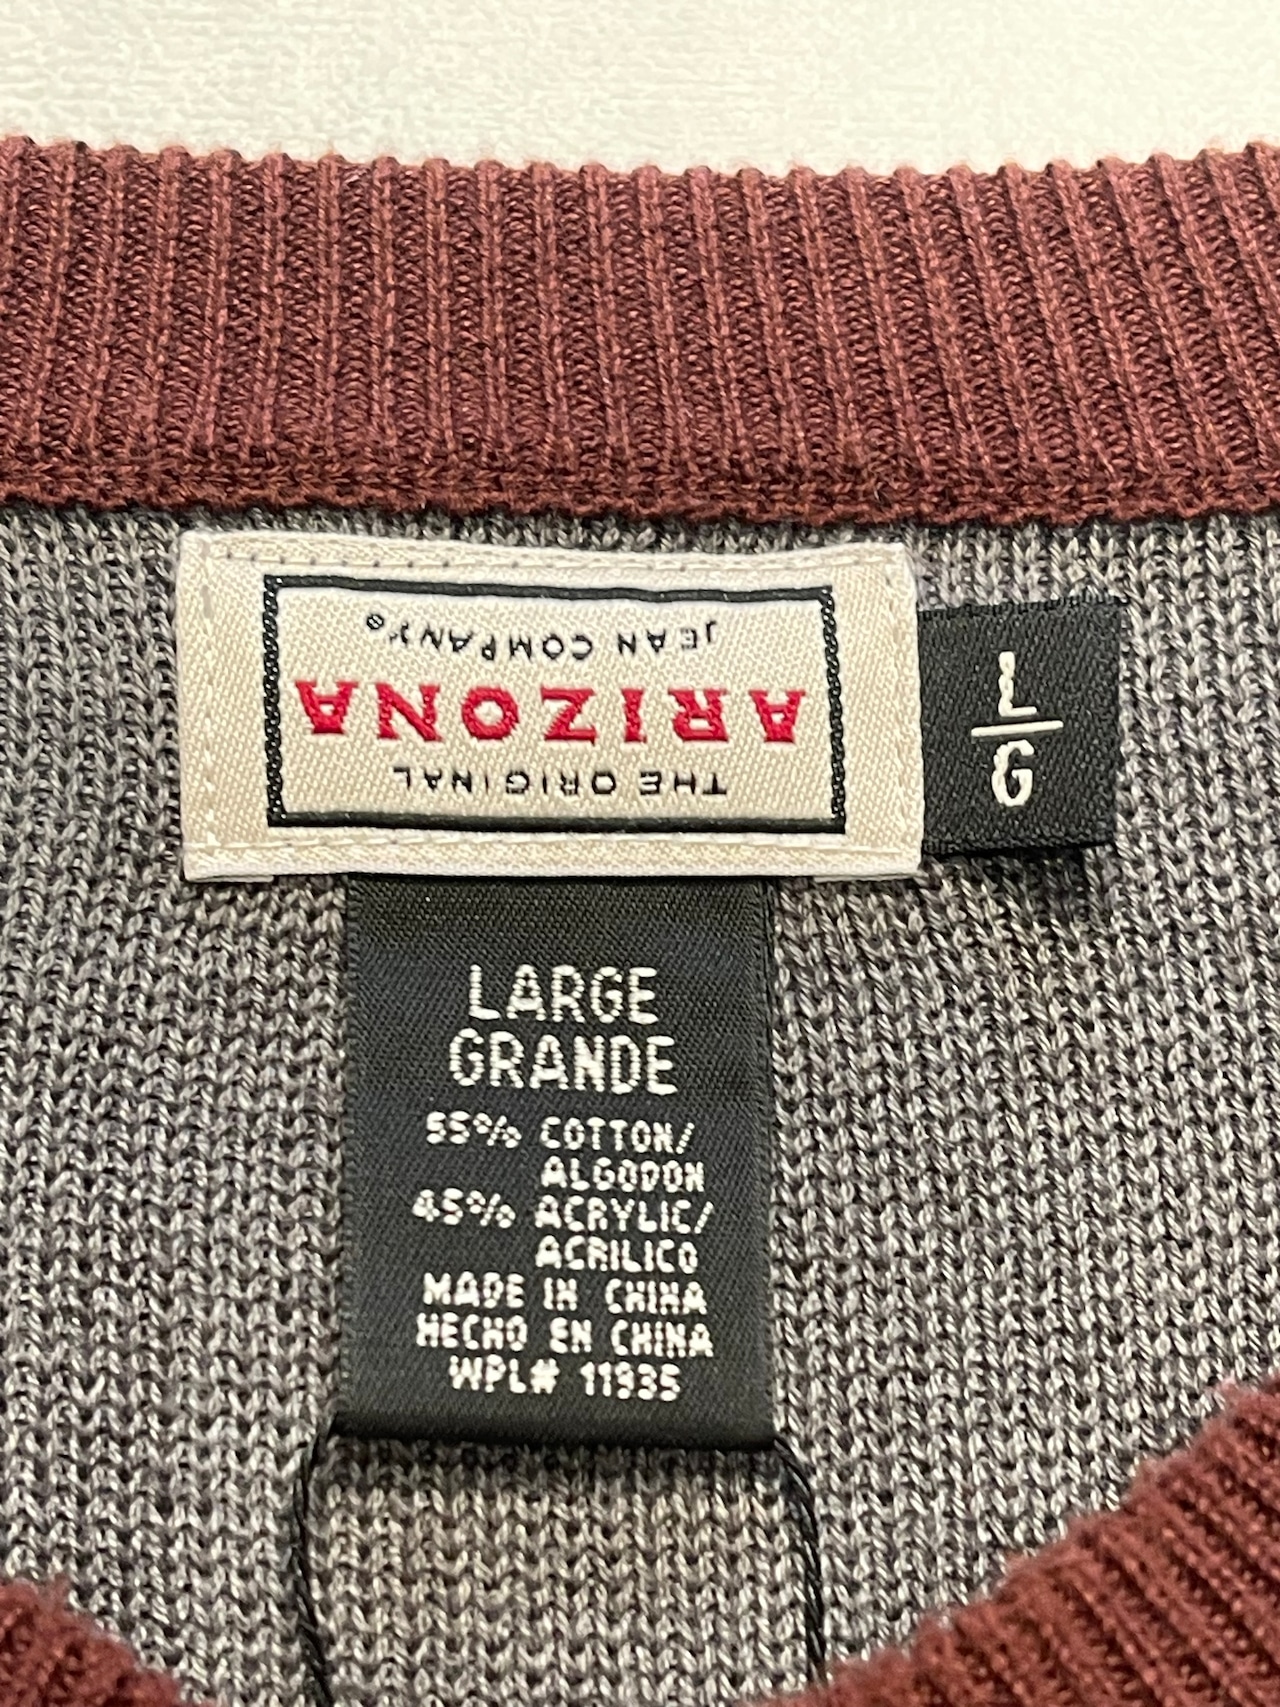 THE ORIGINAL
ARIZONA
JEAN COMPANY®
L
G
LARGE
GRANDE
55% COTTON/
ALGODON
45% ACRYLIC/
ACRILICO
MADE IN CHINA
HECHO EN CHINA
WPL# 11935